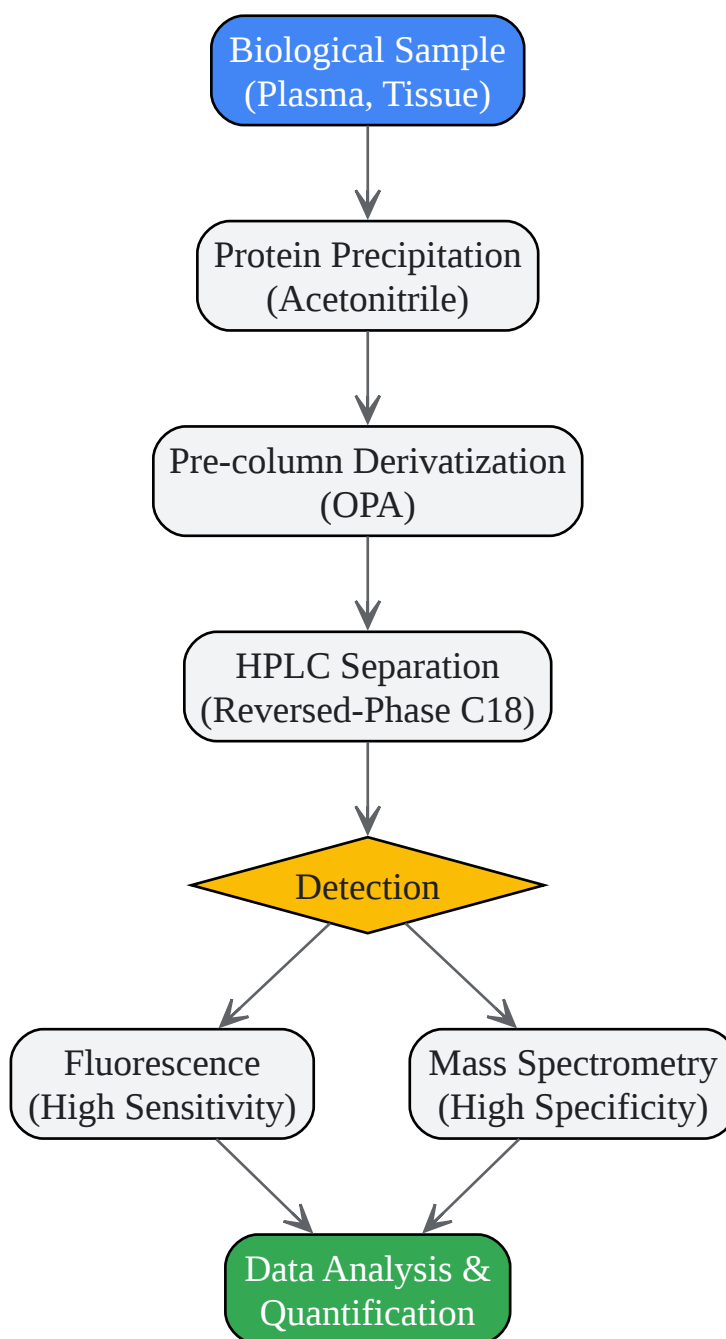 Biological Sample
(Plasma, Tissue)
Protein Precipitation
(Acetonitrile)
Pre-column Derivatization
(OPA)
HPLC Separation
(Reversed-Phase C18)
Detection
Fluorescence
(High Sensitivity)
Mass Spectrometry
(High Specificity)
Data Analysis &
Quantification